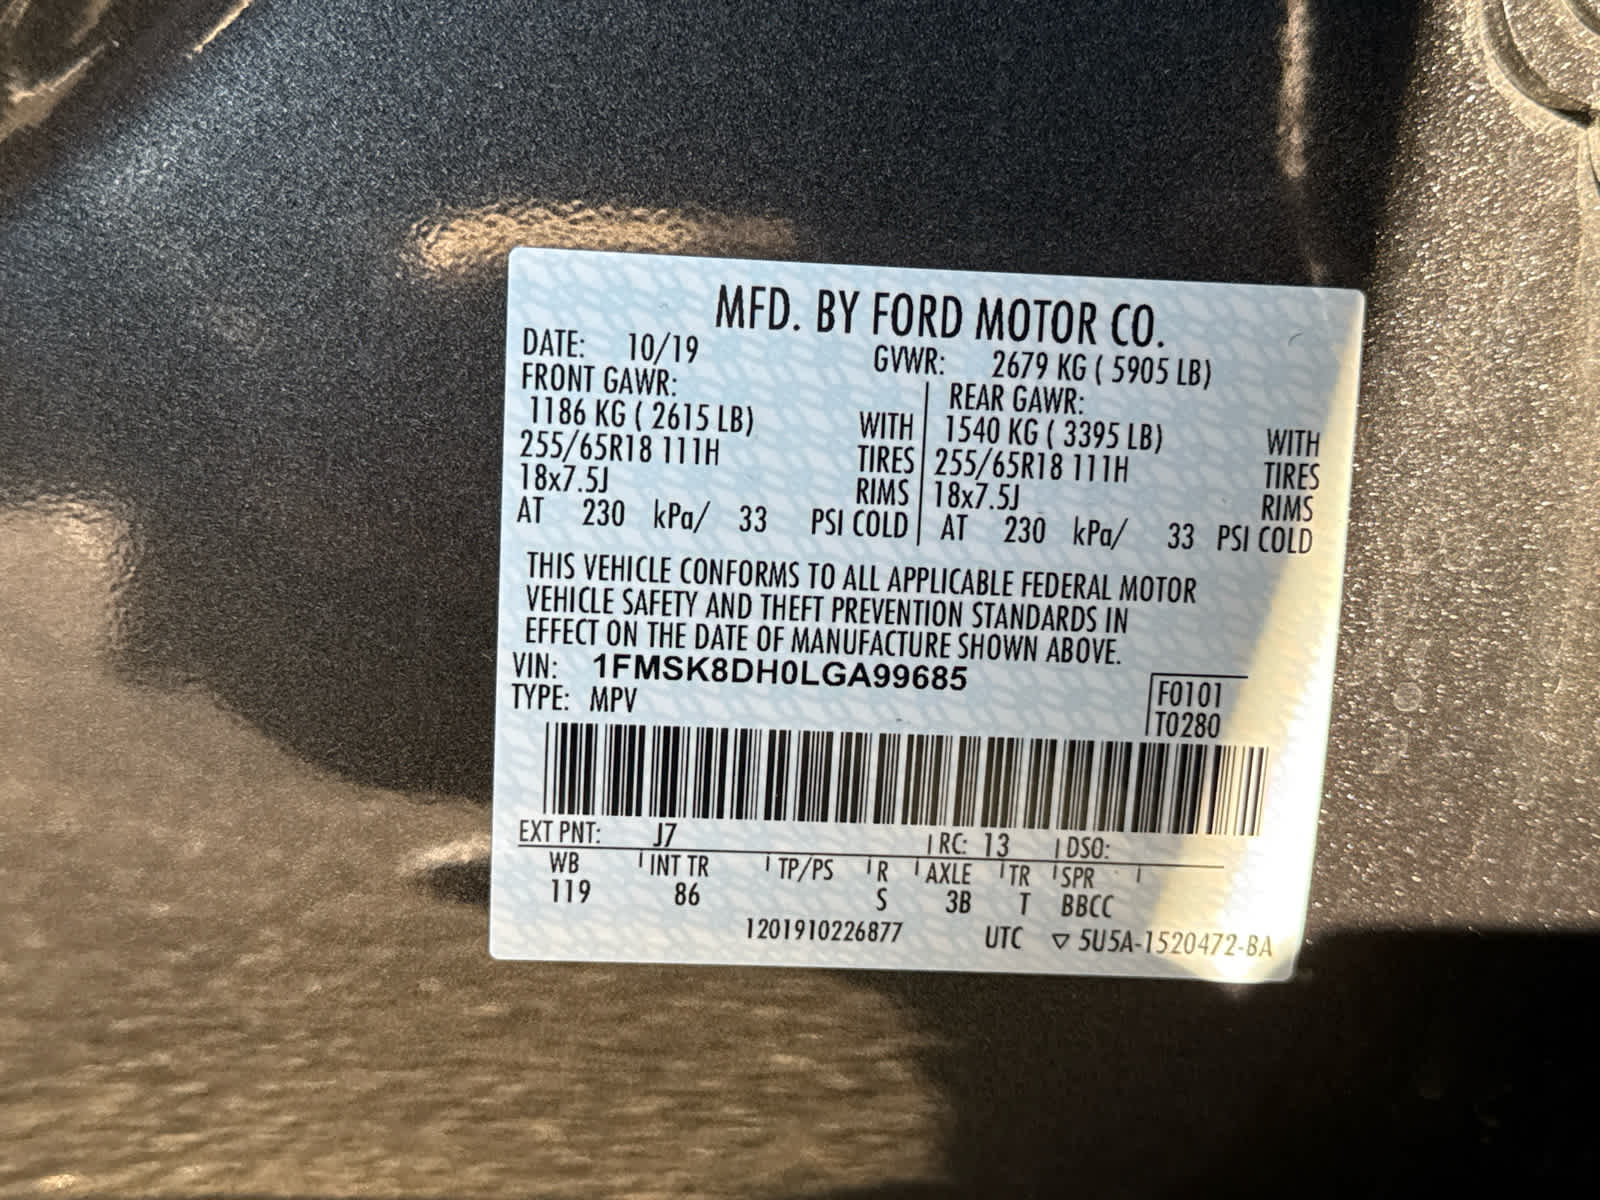 MFD. BY FORD MOTOR CO.
DATE: 10/19 GVWR: 2679 KG ( 5905 LB)
FRONT GAWR: REAR GAWR:
1186 KG ( 2615 LB) WITH 1540 KG ( 3395 LB) WITH
255/65R18 111H TIRES 255/65R18 111H TIRES
18x7.5J RIMS 18x7.5J RIMS
AT 230 kPa/ 33 PSI COLD AT 230 kPa/ 33 PSI COLD
THIS VEHICLE CONFORMS TO ALL APPLICABLE FEDERAL MOTOR
VEHICLE SAFETY AND THEFT PREVENTION STANDARDS IN
EFFECT ON THE DATE OF MANUFACTURE SHOWN ABOVE.
VIN: 1FMSK8DH0LGA99685
TYPE: MPV F0101
T0280
EXT PNT: J7 RC: 13 DSO:
WB INT TR TP/PS R AXLE TR SPR
119 86 S 3B T BBCC
1201910226877 UTC ▽ 5U5A-1520472-BA